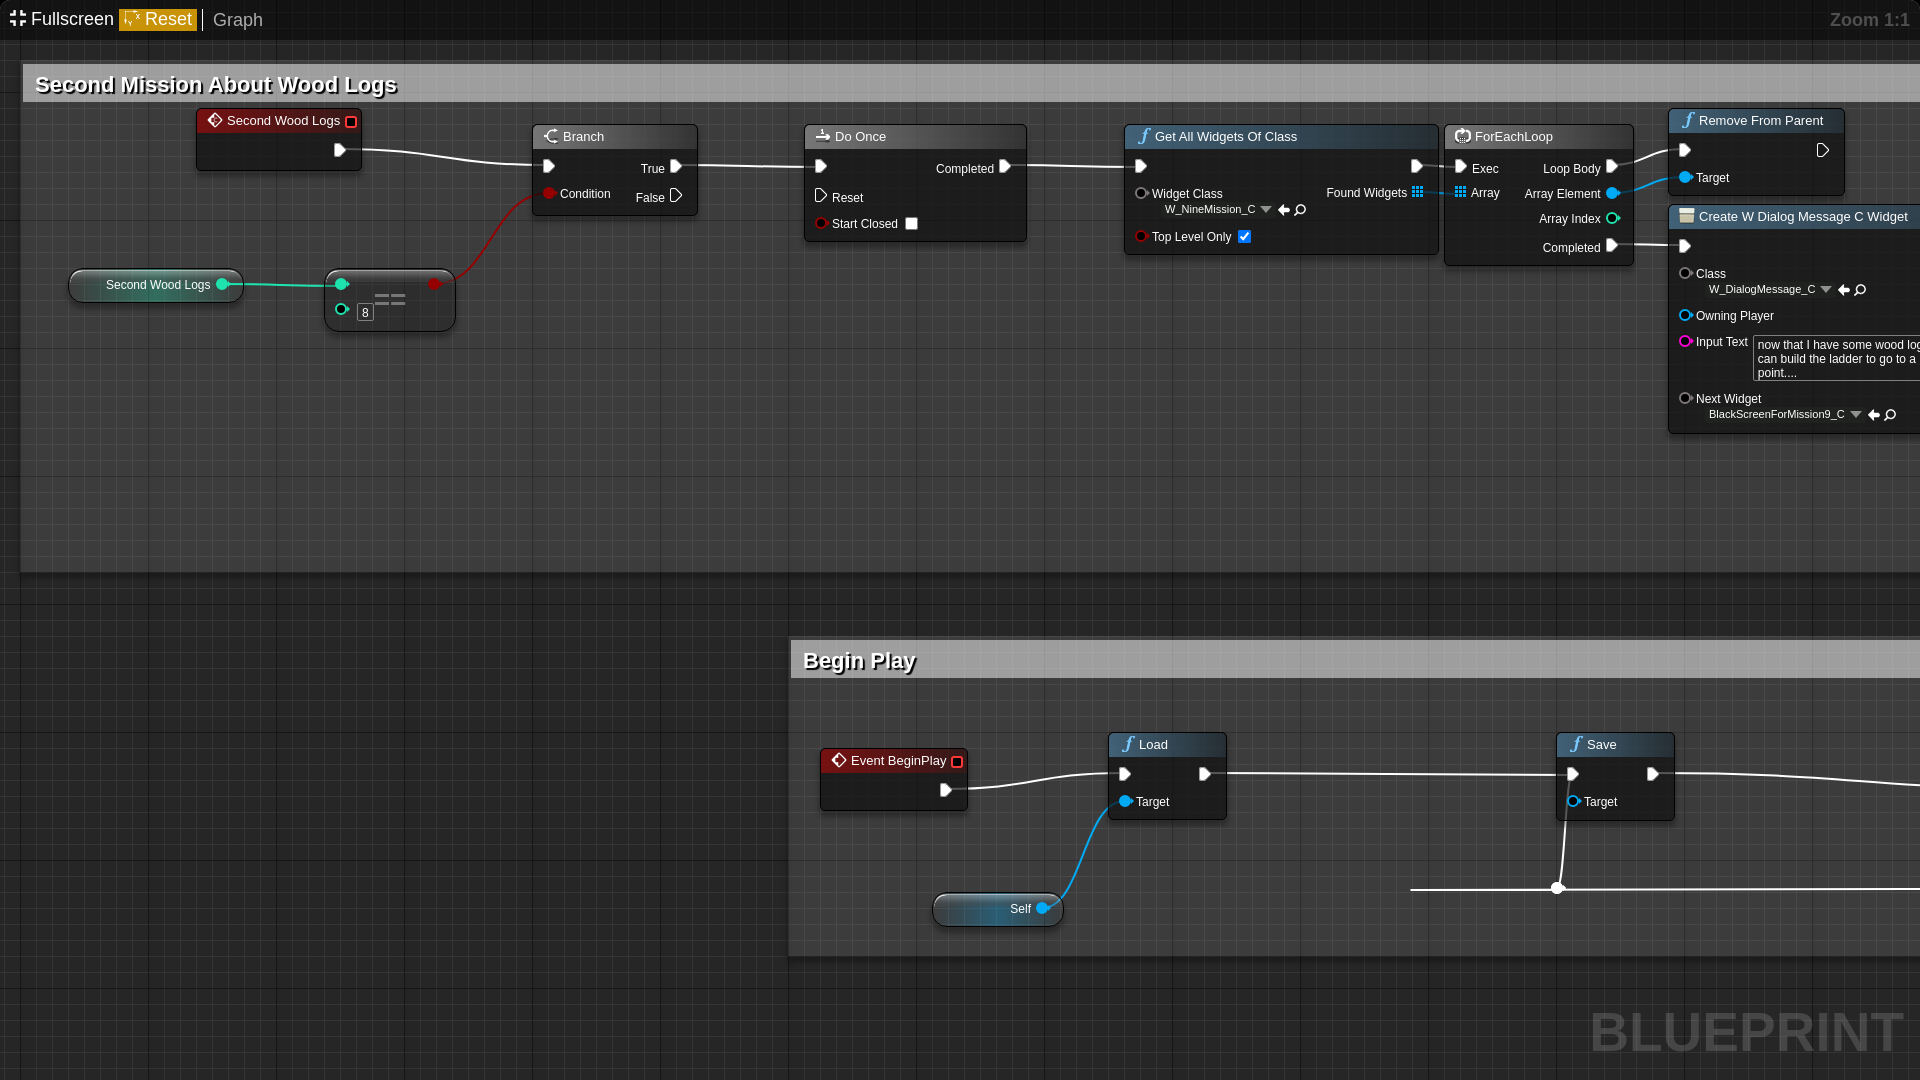 Fullscreen Reset Graph Zoom 1:1
Second Mission About Wood Logs
Second Wood Logs
Branch
True
Condition
False
Second Wood Logs
==
8
Do Once
Completed
Reset
Start Closed
Get All Widgets Of Class
Widget Class
W_NineMission_C
Found Widgets
Top Level Only
ForEachLoop
Exec
Loop Body
Array
Array Element
Array Index
Completed
Remove From Parent
Target
Create W Dialog Message C Widget
Class
W_DialogMessage_C
Owning Player
Input Text
now that I have some wood log
can build the ladder to go to a
point....
Next Widget
BlackScreenForMission9_C
Begin Play
Event BeginPlay
Load
Target
Self
Save
Target
BLUEPRINT